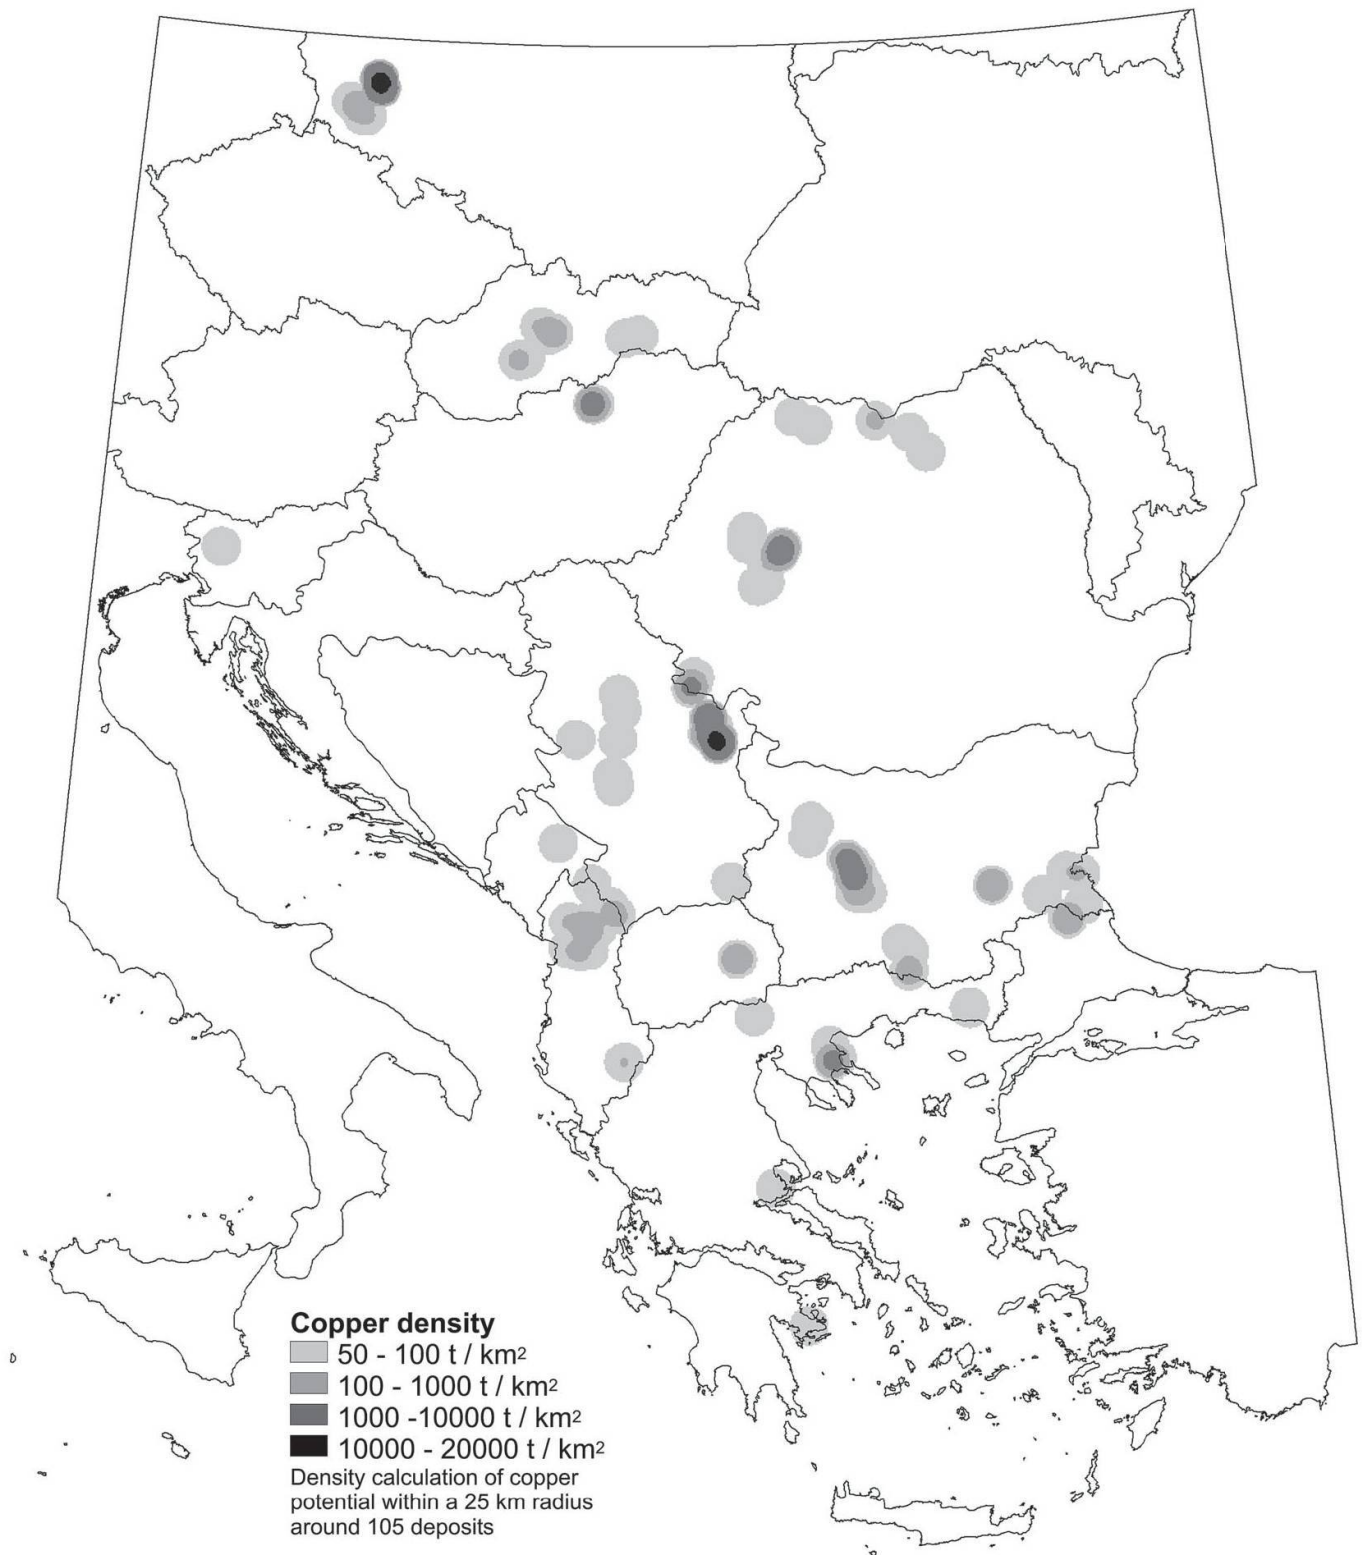 Copper density
50 - 100 t / km²
100 - 1000 t / km²
1000 -10000 t / km²
10000 - 20000 t / km²
Density calculation of copper
potential within a 25 km radius
around 105 deposits